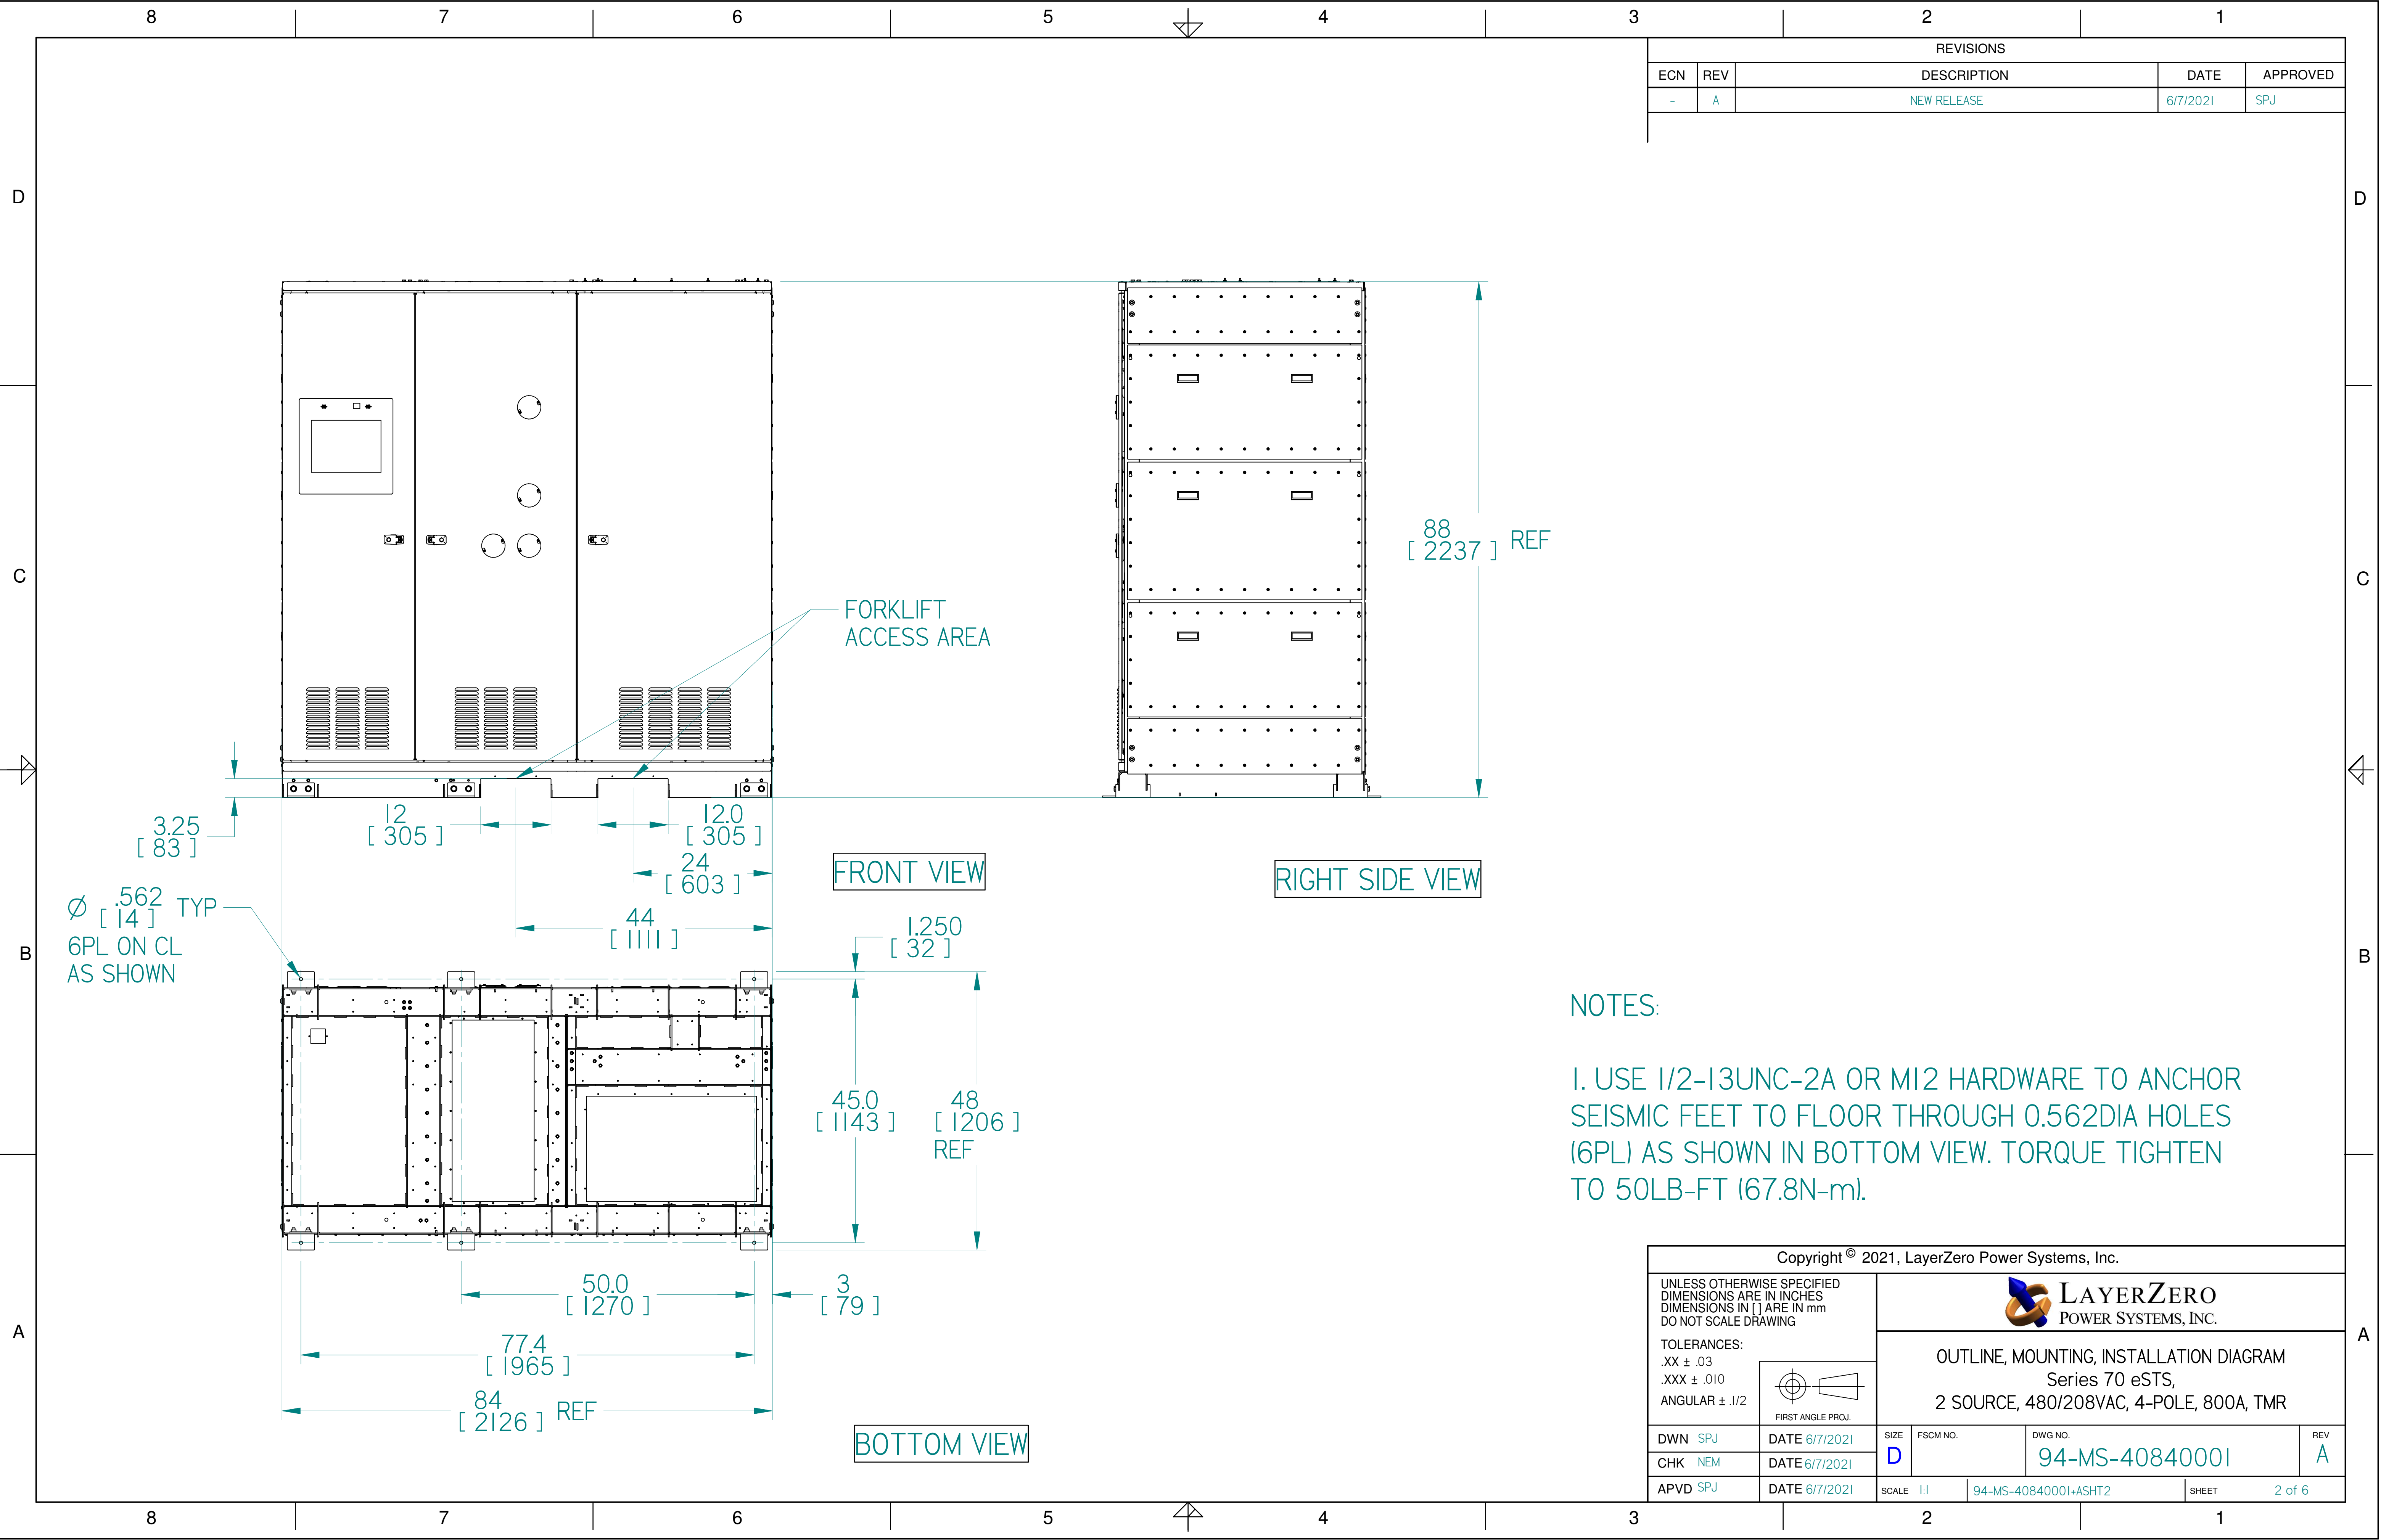 8 7 6 5 4 3 2 1
REVISIONS
ECN REV DESCRIPTION DATE APPROVED
- A NEW RELEASE 6/7/2021 SPJ
D D
88
[ 2237 ] REF
C C
FORKLIFT
ACCESS AREA
3.25
[ 83 ]
12
[ 305 ]
12.0
[ 305 ]
24
[ 603 ]
FRONT VIEW
RIGHT SIDE VIEW
Ø .562 TYP
[ 14 ]
6PL ON CL
AS SHOWN
44
[ 1111 ]
1.250
[ 32 ]
B B
45.0
[ 1143 ]
48
[ 1206 ]
REF
50.0
[ 1270 ]
3
[ 79 ]
77.4
[ 1965 ]
84
[ 2126 ] REF
BOTTOM VIEW
NOTES:
1. USE 1/2-13UNC-2A OR M12 HARDWARE TO ANCHOR
SEISMIC FEET TO FLOOR THROUGH 0.562DIA HOLES
(6PL) AS SHOWN IN BOTTOM VIEW. TORQUE TIGHTEN
TO 50LB-FT (67.8N-m).
A A
Copyright © 2021, LayerZero Power Systems, Inc.
UNLESS OTHERWISE SPECIFIED
DIMENSIONS ARE IN INCHES
DIMENSIONS IN [ ] ARE IN mm
DO NOT SCALE DRAWING
TOLERANCES:
.XX ± .03
.XXX ± .010
ANGULAR ± .1/2
FIRST ANGLE PROJ.
LAYERZERO
POWER SYSTEMS, INC.
OUTLINE, MOUNTING, INSTALLATION DIAGRAM
Series 70 eSTS,
2 SOURCE, 480/208VAC, 4-POLE, 800A, TMR
DWN SPJ DATE 6/7/2021
CHK NEM DATE 6/7/2021
APVD SPJ DATE 6/7/2021
SIZE D FSCM NO. DWG NO. 94-MS-40840001 REV A
SCALE 1:1 94-MS-40840001+ASHT2 SHEET 2 of 6
8 7 6 5 4 3 2 1